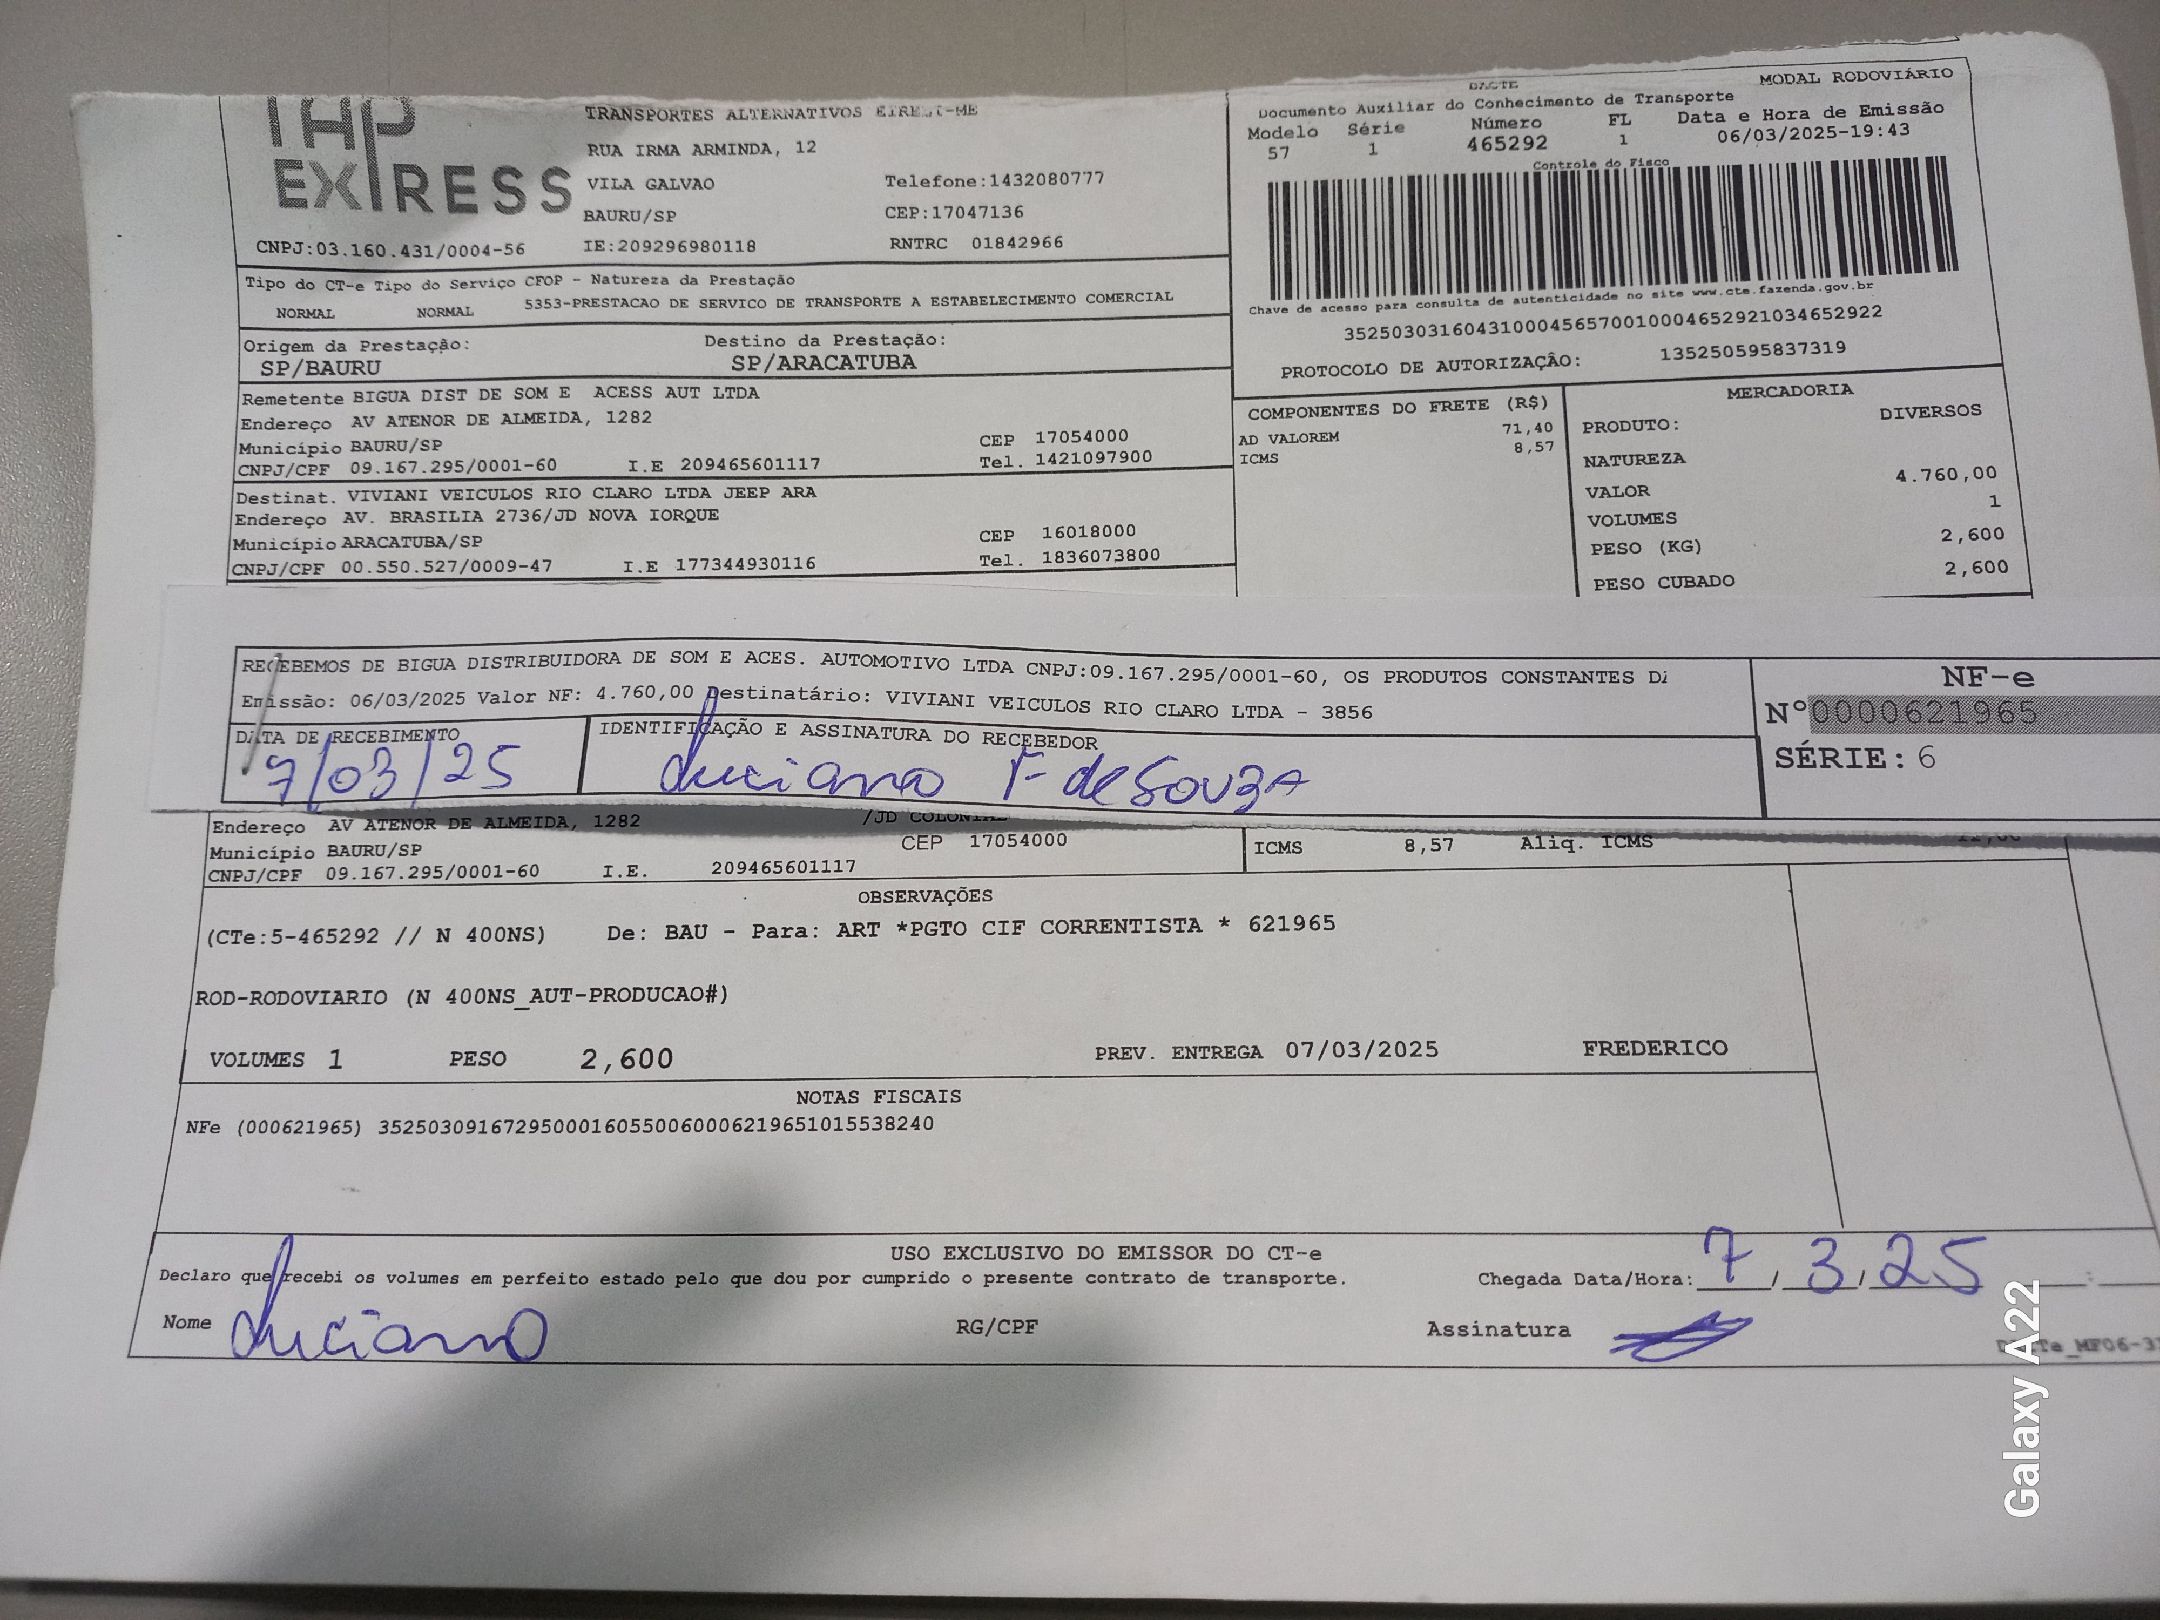 THP
EXPRESS
TRANSPORTES ALTERNATIVOS EIRELI-ME
RUA IRMA ARMINDA, 12
VILA GALVAO Telefone:1432080777
BAURU/SP CEP:17047136
CNPJ:03.160.431/0004-56 IE:209296980118 RNTRC 01842966
DACTE MODAL RODOVIÁRIO
Documento Auxiliar do Conhecimento de Transporte
Modelo Série Número FL Data e Hora de Emissão
57 1 465292 1 06/03/2025-19:43
Controle do Fisco
Chave de acesso para consulta de autenticidade no site www.cte.fazenda.gov.br
35250303160431000456570010004652921034652922
PROTOCOLO DE AUTORIZAÇÃO: 135250595837319
Tipo do CT-e Tipo do Serviço CFOP - Natureza da Prestação
NORMAL NORMAL 5353-PRESTACAO DE SERVICO DE TRANSPORTE A ESTABELECIMENTO COMERCIAL
Origem da Prestação: Destino da Prestação:
SP/BAURU SP/ARACATUBA
Remetente BIGUA DIST DE SOM E ACESS AUT LTDA
Endereço AV ATENOR DE ALMEIDA, 1282
Município BAURU/SP CEP 17054000
CNPJ/CPF 09.167.295/0001-60 I.E 209465601117 Tel. 1421097900
Destinat. VIVIANI VEICULOS RIO CLARO LTDA JEEP ARA
Endereço AV. BRASILIA 2736/JD NOVA IORQUE
Município ARACATUBA/SP CEP 16018000
CNPJ/CPF 00.550.527/0009-47 I.E 177344930116 Tel. 1836073800
COMPONENTES DO FRETE (R$)
AD VALOREM 71,40
ICMS 8,57
MERCADORIA
PRODUTO: DIVERSOS
NATUREZA
VALOR 4.760,00
VOLUMES 1
PESO (KG) 2,600
PESO CUBADO 2,600
RECEBEMOS DE BIGUA DISTRIBUIDORA DE SOM E ACES. AUTOMOTIVO LTDA CNPJ:09.167.295/0001-60, OS PRODUTOS CONSTANTES
Emissão: 06/03/2025 Valor NF: 4.760,00 Destinatário: VIVIANI VEICULOS RIO CLARO LTDA - 3856
DATA DE RECEBIMENTO IDENTIFICAÇÃO E ASSINATURA DO RECEBEDOR
7/03/25 Luciano F de Souza
NF-e
Nº0000621965
SÉRIE: 6
Endereço AV ATENOR DE ALMEIDA, 1282 /JD COLONIAL
Município BAURU/SP CEP 17054000
CNPJ/CPF 09.167.295/0001-60 I.E. 209465601117
ICMS 8,57 Aliq. ICMS
OBSERVAÇÕES
(CTe:5-465292 // N 400NS) De: BAU - Para: ART *PGTO CIF CORRENTISTA * 621965
ROD-RODOVIARIO (N 400NS_AUT-PRODUCAO#)
VOLUMES 1 PESO 2,600 PREV. ENTREGA 07/03/2025 FREDERICO
NOTAS FISCAIS
NFe (000621965) 35250309167295000160550060006219651015538240
USO EXCLUSIVO DO EMISSOR DO CT-e
Declaro que recebi os volumes em perfeito estado pelo que dou por cumprido o presente contrato de transporte. Chegada Data/Hora: 7/3/25 :
Nome Luciano RG/CPF Assinatura
Galaxy A22